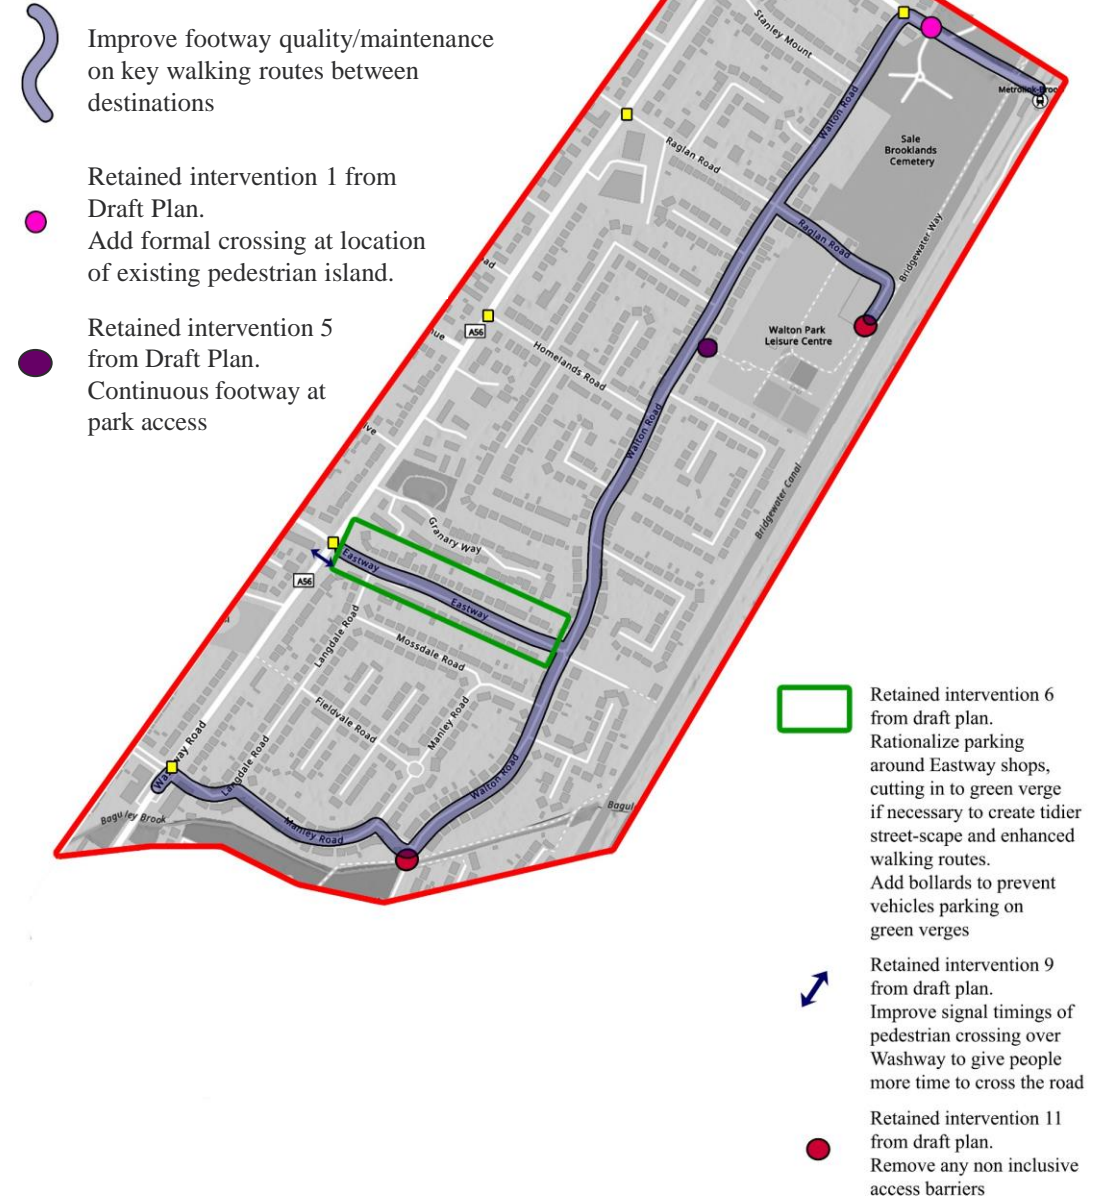 Improve footway quality/maintenance
on key walking routes between
destinations
Retained intervention 1 from
Draft Plan.
Add formal crossing at location
of existing pedestrian island.
Retained intervention 5
from Draft Plan.
Continuous footway at
park access
Stanley Mount
Walton Road
Metrolink-Broo
Sale
Brooklands
Cemetery
Raglan Road
Raglan Road
Bridgewater Way
ad
A56
ue
Homelands Road
Walton Park
Leisure Centre
Walton Road
ve
Bridgewater Canal
Granary Way
Eastway
Eastway
A56
Langdale Road
Mossdale Road
Fieldvale Road
Manley Road
Way Road
Langdale Road
Walton Road
Manley Road
Baguley Brook
Bagul
Retained intervention 6
from draft plan.
Rationalize parking
around Eastway shops,
cutting in to green verge
if necessary to create tidier
street-scape and enhanced
walking routes.
Add bollards to prevent
vehicles parking on
green verges
Retained intervention 9
from draft plan.
Improve signal timings of
pedestrian crossing over
Washway to give people
more time to cross the road
Retained intervention 11
from draft plan.
Remove any non inclusive
access barriers